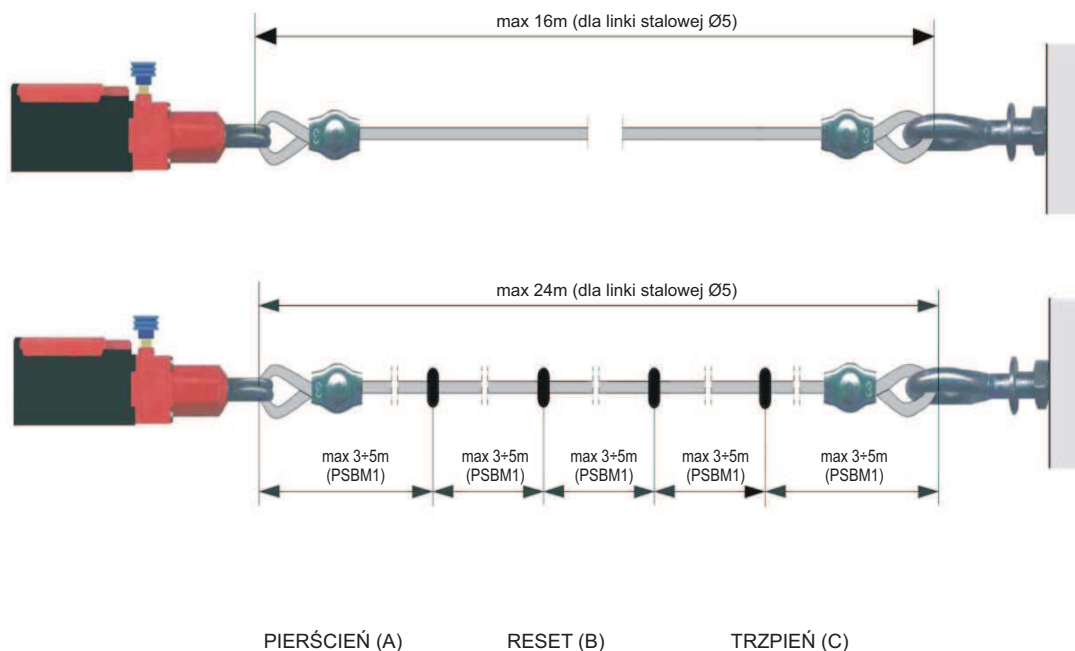 max 16m (dla linki stalowej Ø5)
max 24m (dla linki stalowej Ø5)
max 3÷5m
(PSBM1)
max 3÷5m
(PSBM1)
max 3÷5m
(PSBM1)
max 3÷5m
(PSBM1)
max 3÷5m
(PSBM1)
PIERŚCIEŃ (A) RESET (B) TRZPIEŃ (C)